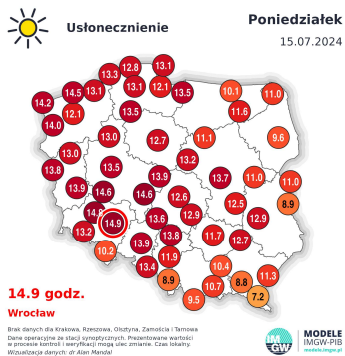 Usłonecznienie
Poniedziałek
15.07.2024
13.3 12.8 13.1
14.2 14.5 13.1 13.1 12.1 13.5 10.1 11.0
14.0 12.1 11.6
13.0 12.7 11.1 9.6
13.0 13.2
13.8 13.5 13.9 13.7 11.0 11.0
13.9 14.6 14.6 12.6 12.5 8.9
14.9 13.6 12.9 12.9
13.2 13.9 13.8 11.7 12.7
10.2 11.9
13.4 10.4 11.3
8.9 10.7 8.8
9.5 7.2
14.9 godz.
Wrocław
Brak danych dla Krakowa, Rzeszowa, Olsztyna, Zamościa i Tarnowa
Dane operacyjne ze stacji synoptycznych. Prezentowane wartości
w procesie kontroli i weryfikacji mogą ulec zmianie. Czas lokalny.
Wizualizacja danych: dr Alan Mandal
IM
GW
MODELE
IMGW-PIB
modele.imgw.pl